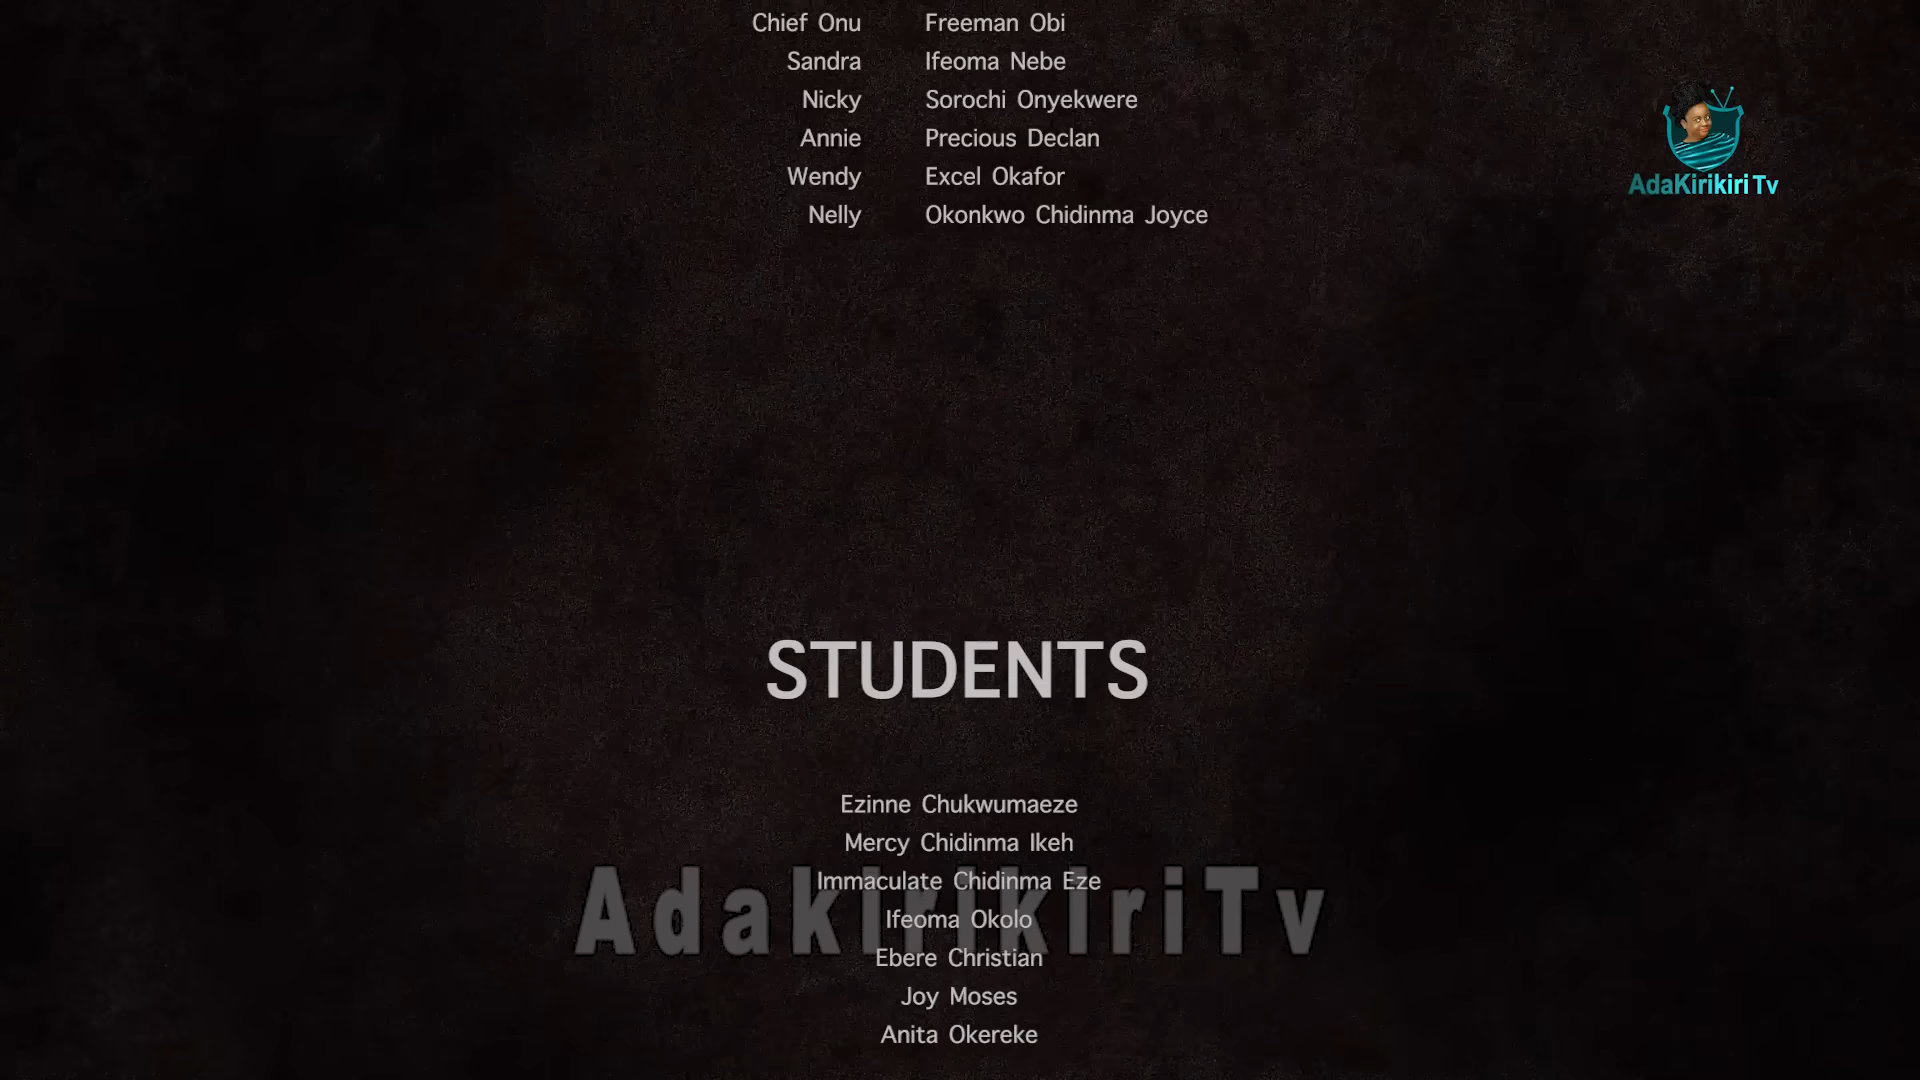 Chief Onu Freeman Obi
Sandra Ifeoma Nebe
Nicky Sorochi Onyekwere
Annie Precious Declan
Wendy Excel Okafor
Nelly Okonkwo Chidinma Joyce
AdaKirikiri Tv
STUDENTS
Ezinne Chukwumaeze
Mercy Chidinma Ikeh
Immaculate Chidinma Eze
AdakirikiriTv
Ifeoma Okolo
Ebere Christian
Joy Moses
Anita Okereke